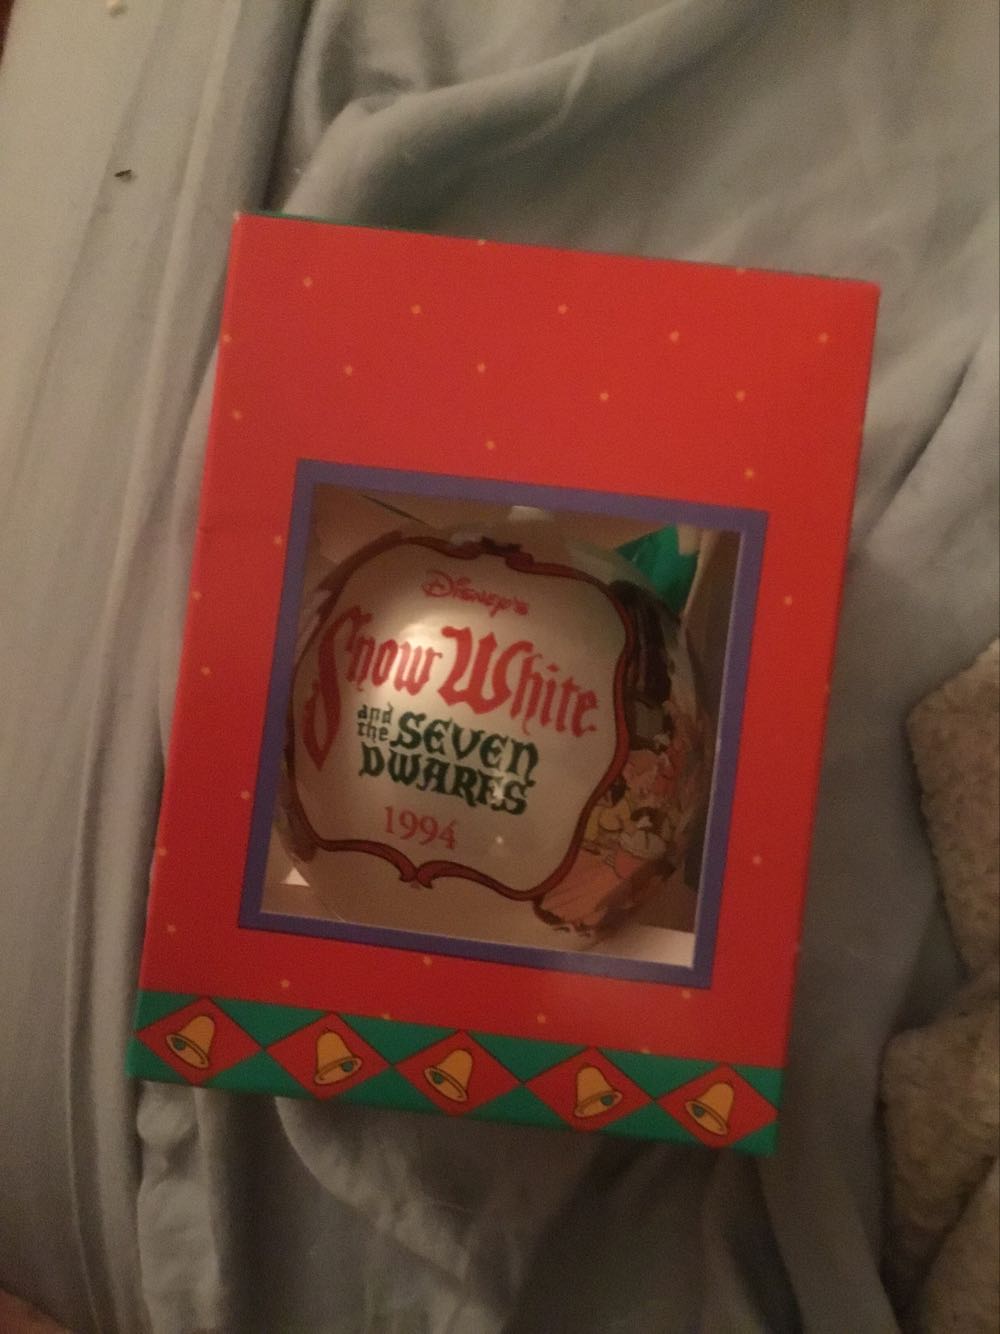 Disney's
Snow White
and the SEVEN
DWARFS
1994